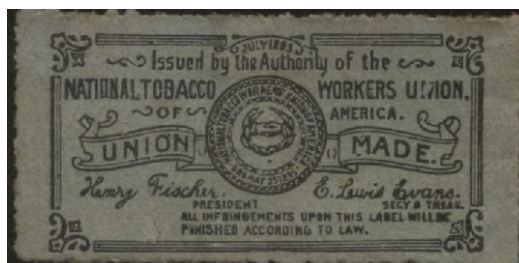 JULY 1895
Issued by the Authority of the
NATIONAL TOBACCO WORKERS UNION,
OF AMERICA.
UNION MADE.
Henry Fischer. E. Lewis Evans.
PRESIDENT SECY & TREAS.
ALL INFRINGEMENTS UPON THIS LABEL WILL BE
PUNISHED ACCORDING TO LAW.